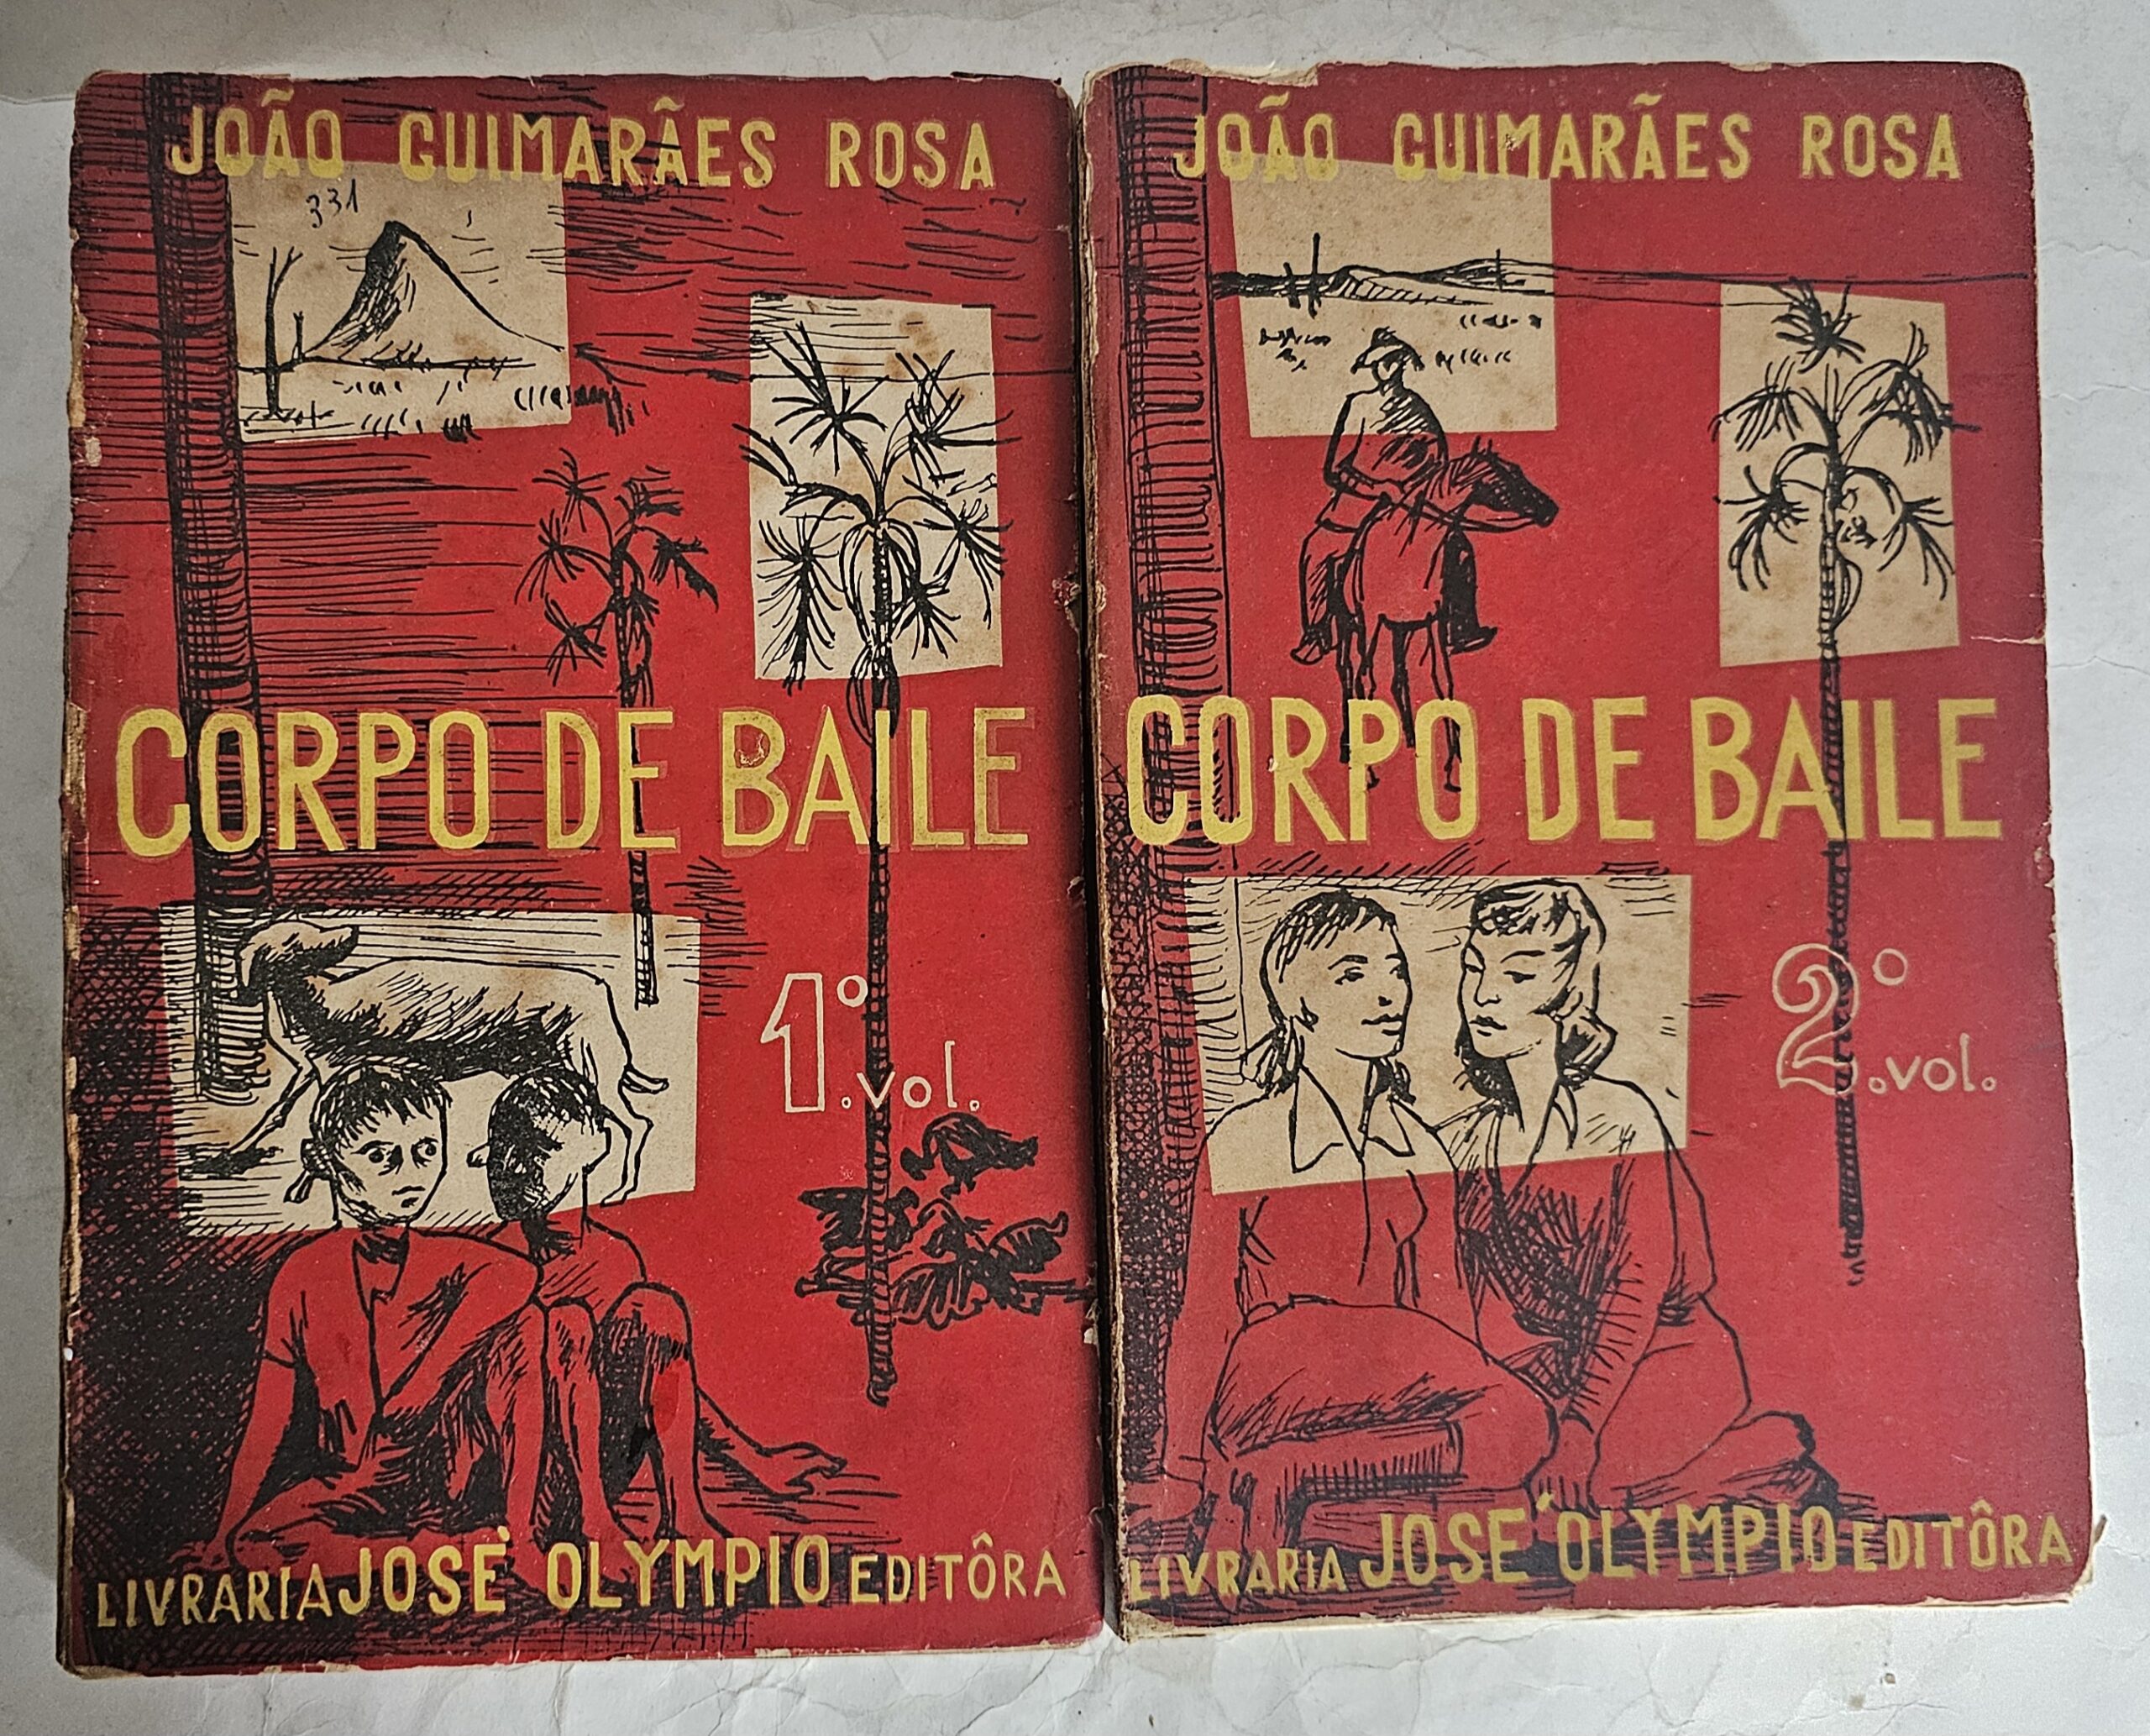 JOÃO GUIMARÃES ROSA
331
CORPO DE BAILE
1º.vol.
LIVRARIA JOSÉ OLYMPIO EDITÔRA
JOÃO GUIMARÃES ROSA
CORPO DE BAILE
2º.vol.
LIVRARIA JOSÉ OLYMPIO EDITÔRA